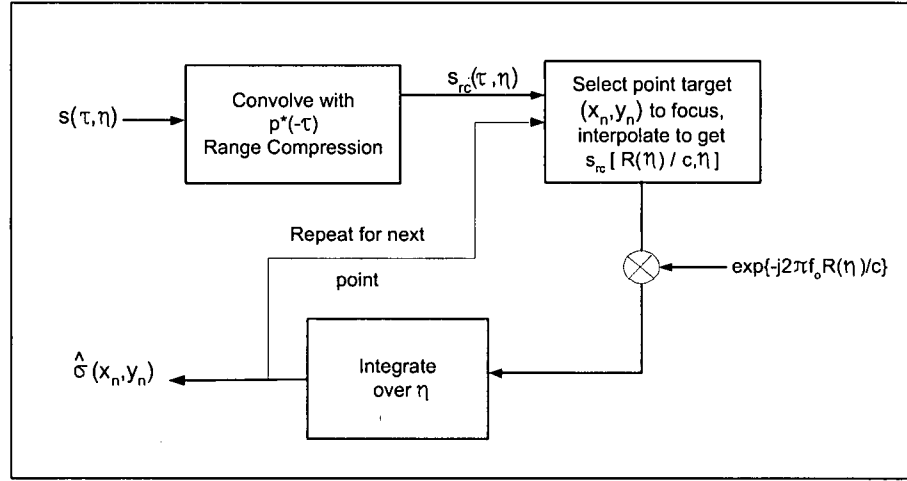 s(τ,η)
Convolve with
p*(-τ)
Range Compression
s_rc(τ,η)
Select point target
(x_n,y_n) to focus,
interpolate to get
s_rc [ R(η) / c,η ]
exp{-j2πf_o R(η)/c}
Repeat for next
point
Integrate
over η
σ̂ (x_n,y_n)